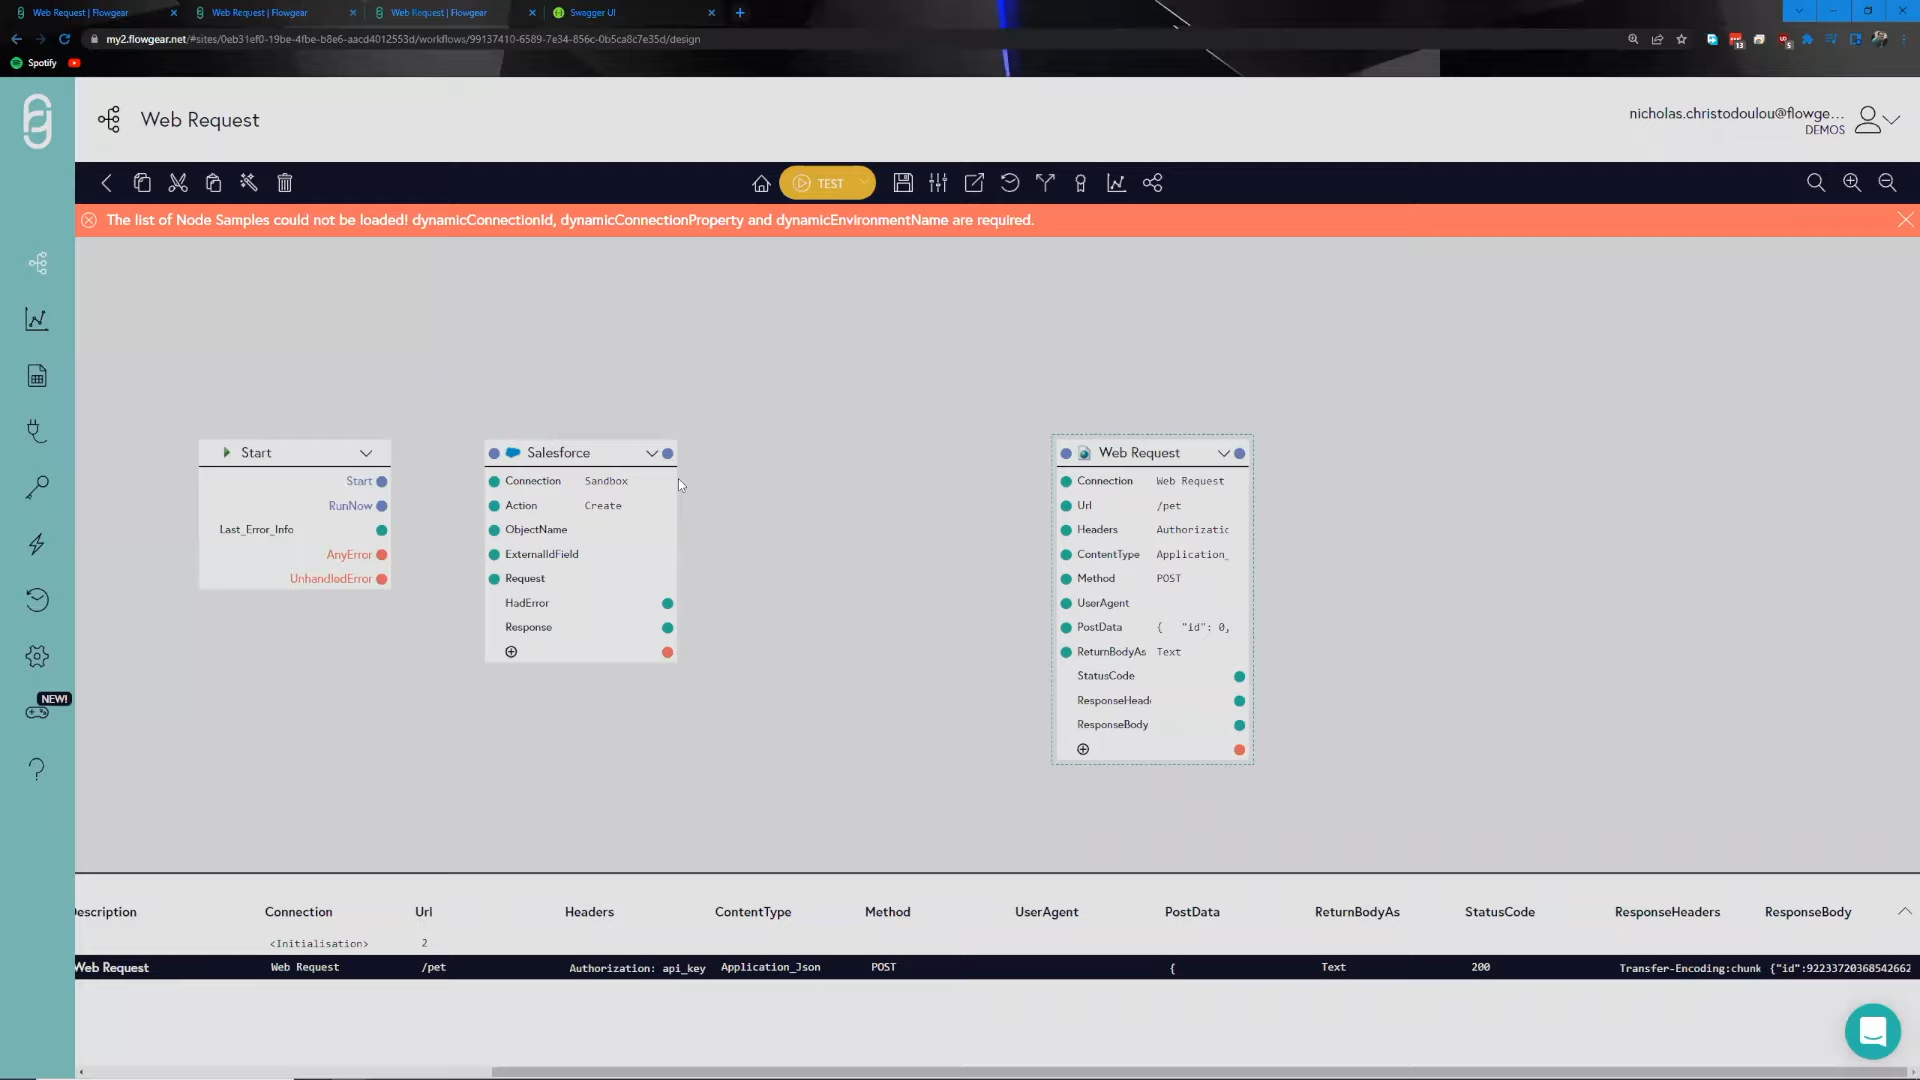 Web Request | Flowgear
Web Request | Flowgear
Web Request | Flowgear
Swagger UI
my2.flowgear.net/#sites/0eb31ef0-19be-4fbe-b8e6-aacd4012553d/workflows/99137410-6589-7e34-856c-0b5ca8c7e35d/design
13
5
Spotify
Web Request
nicholas.christodoulou@flowge...
DEMOS
TEST
The list of Node Samples could not be loaded! dynamicConnectionId, dynamicConnectionProperty and dynamicEnvironmentName are required.
NEW!
Start
Start
RunNow
Last_Error_Info
AnyError
UnhandledError
Salesforce
Connection Sandbox
Action Create
ObjectName
ExternalIdField
Request
HadError
Response
Web Request
Connection Web Request
Url /pet
Headers Authorizatic
ContentType Application_
Method POST
UserAgent
PostData { "id": 0,
ReturnBodyAs Text
StatusCode
ResponseHead
ResponseBody
Description Connection Url Headers ContentType Method UserAgent PostData ReturnBodyAs StatusCode ResponseHeaders ResponseBody
<Initialisation> 2
Web Request Web Request /pet Authorization: api_key Application_Json POST { Text 200 Transfer-Encoding:chunk {"id":92233720368542662